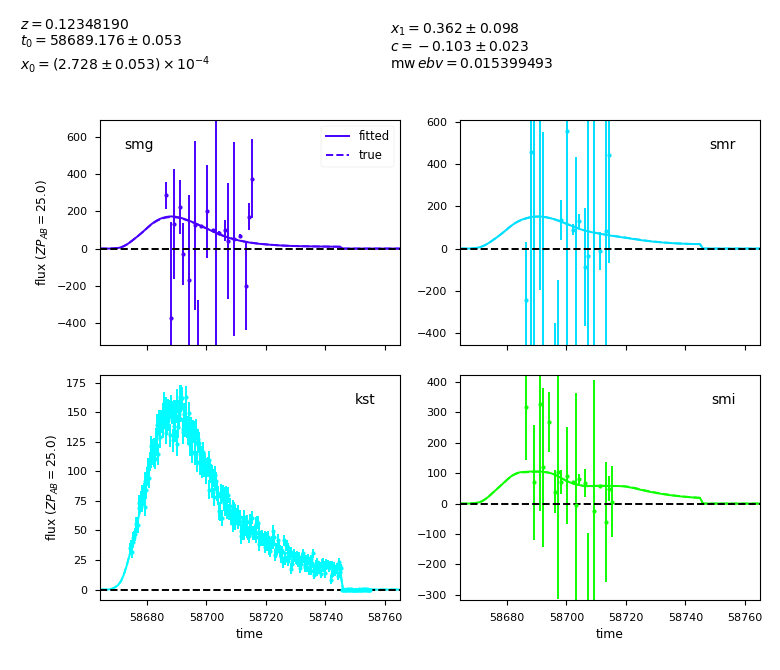 z = 0.12348190
t₀ = 58689.176 ± 0.053
x₀ = (2.728 ± 0.053) × 10⁻⁴
x₁ = 0.362 ± 0.098
c = −0.103 ± 0.023
mw ebv = 0.015399493
smg
fitted
true
600
400
200
0
−200
−400
flux (ZP_AB = 25.0)
smr
600
400
200
0
−200
−400
kst
175
150
125
100
75
50
25
0
flux (ZP_AB = 25.0)
58680 58700 58720 58740 58760
time
smi
400
300
200
100
0
−100
−200
−300
58680 58700 58720 58740 58760
time